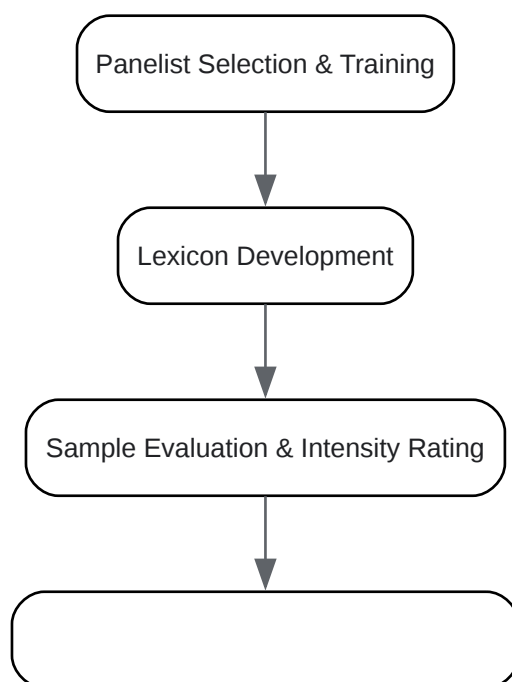 Panelist Selection & Training
Lexicon Development
Sample Evaluation & Intensity Rating